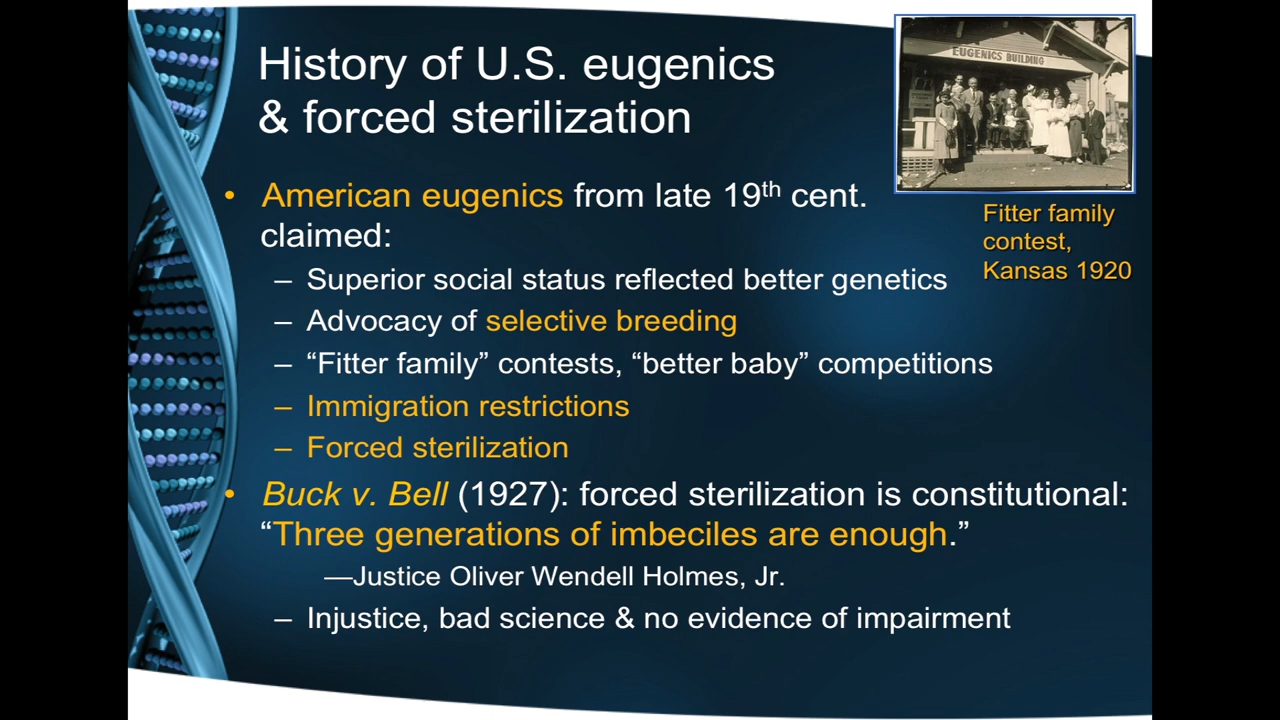 History of U.S. eugenics
& forced sterilization
EUGENICS BUILDING
Fitter family
contest,
Kansas 1920
• American eugenics from late 19th cent.
claimed:
– Superior social status reflected better genetics
– Advocacy of selective breeding
– “Fitter family” contests, “better baby” competitions
– Immigration restrictions
– Forced sterilization
• Buck v. Bell (1927): forced sterilization is constitutional:
“Three generations of imbeciles are enough.”
—Justice Oliver Wendell Holmes, Jr.
– Injustice, bad science & no evidence of impairment